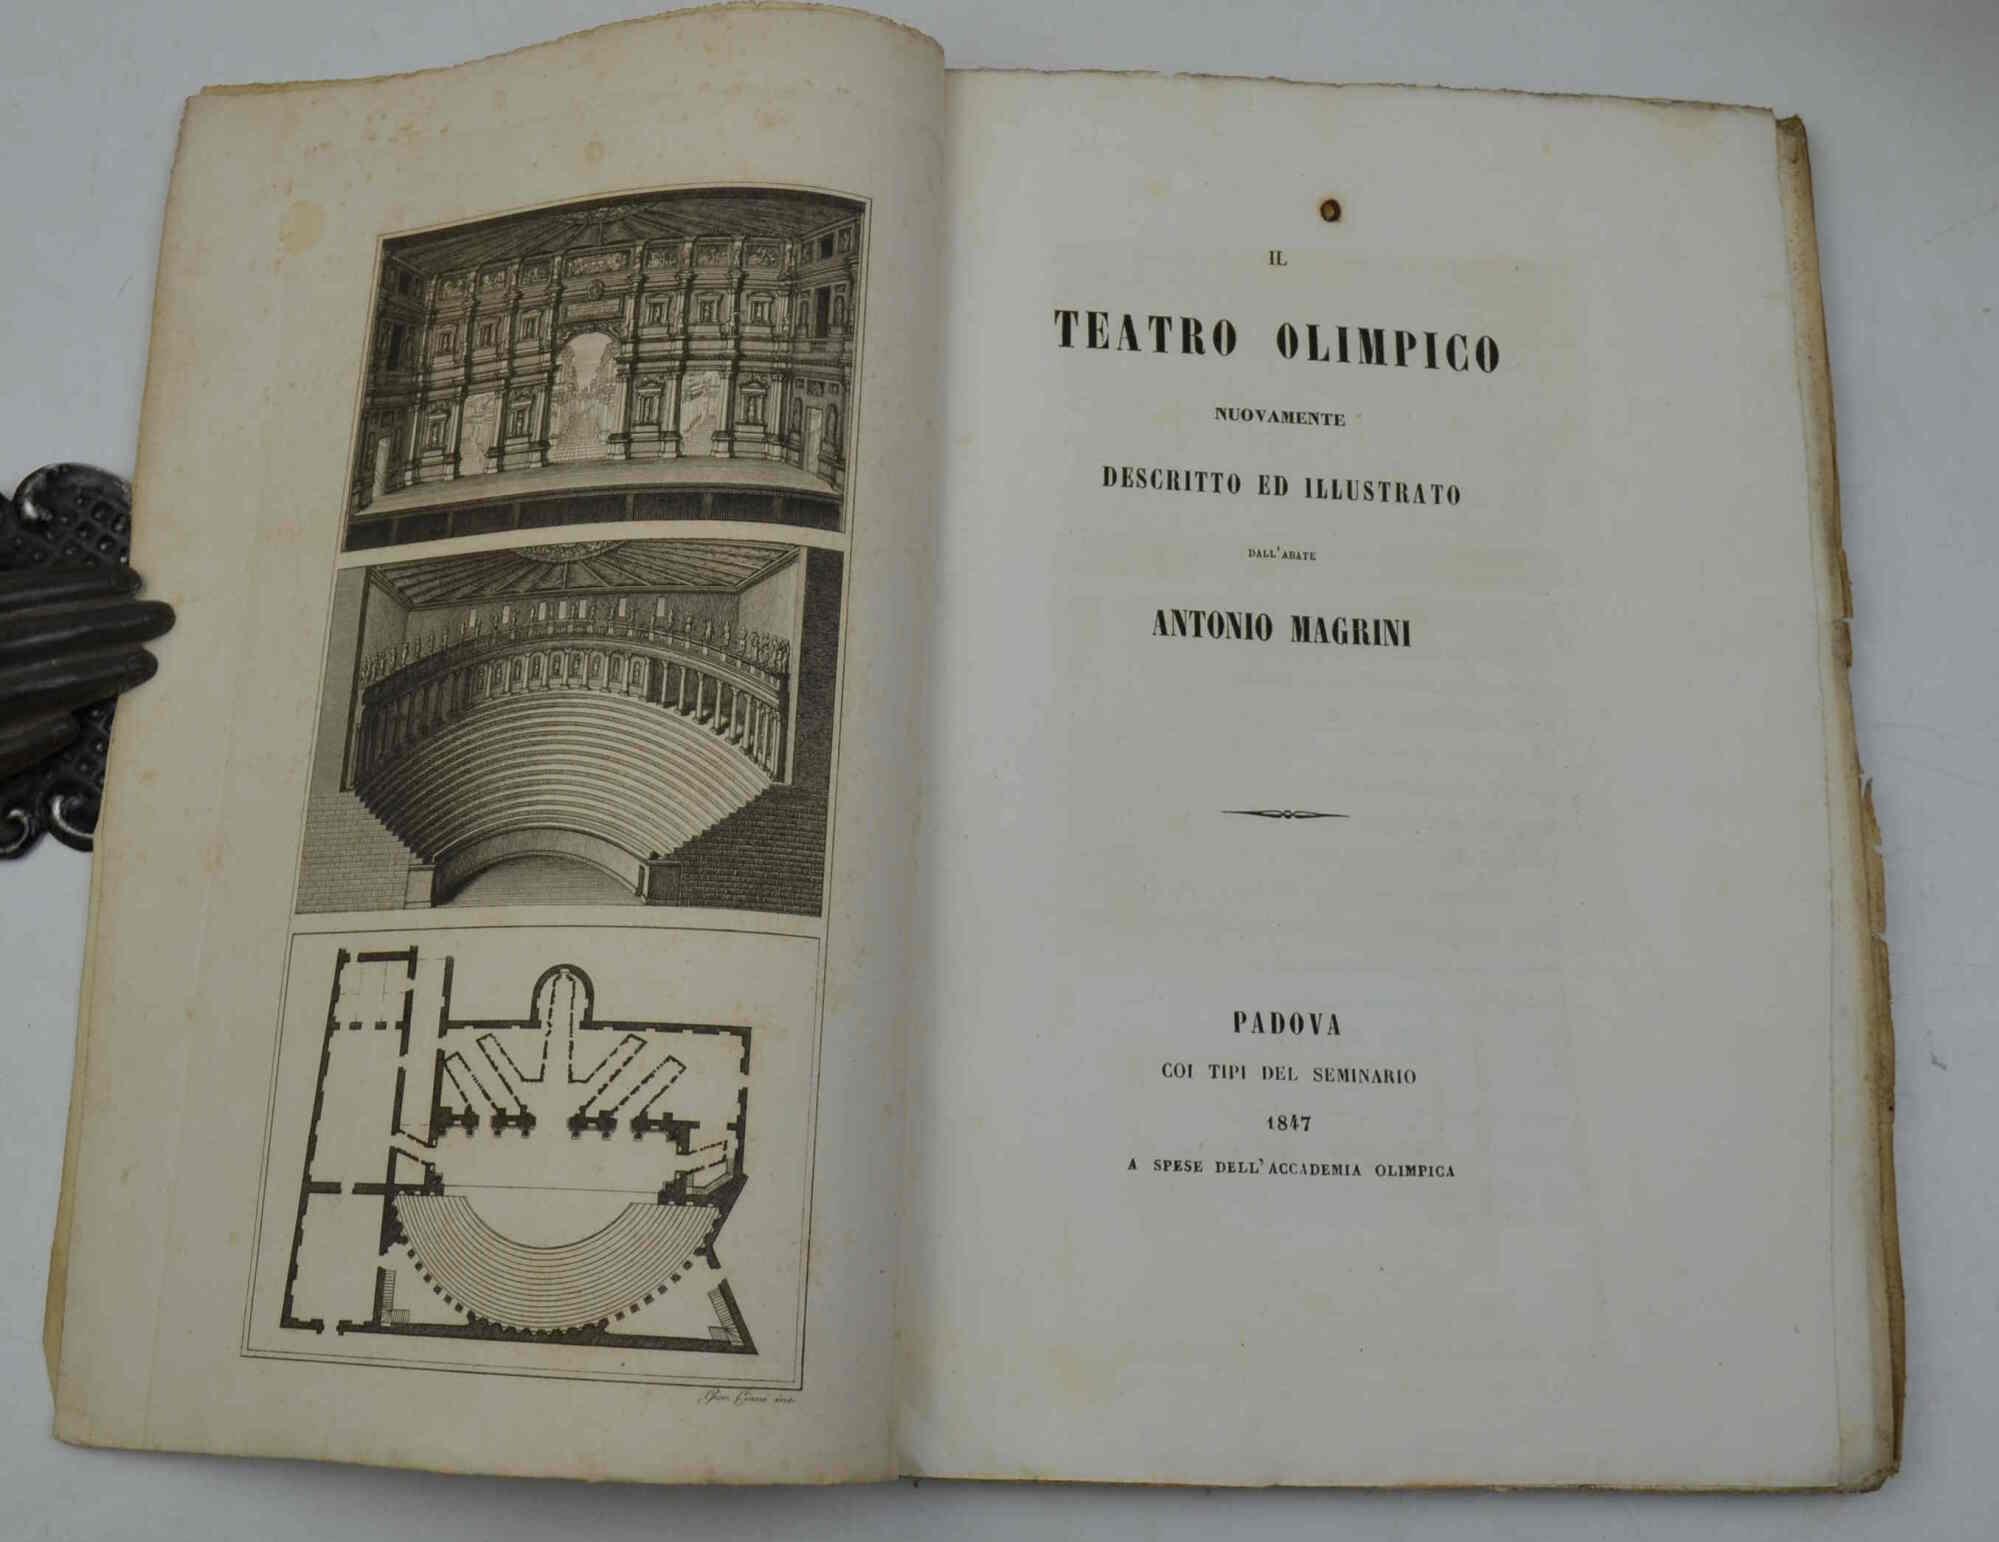 IL
TEATRO OLIMPICO
NUOVAMENTE
DESCRITTO ED ILLUSTRATO
DALL'ABATE
ANTONIO MAGRINI
PADOVA
COI TIPI DEL SEMINARIO
1847
A SPESE DELL'ACCADEMIA OLIMPICA